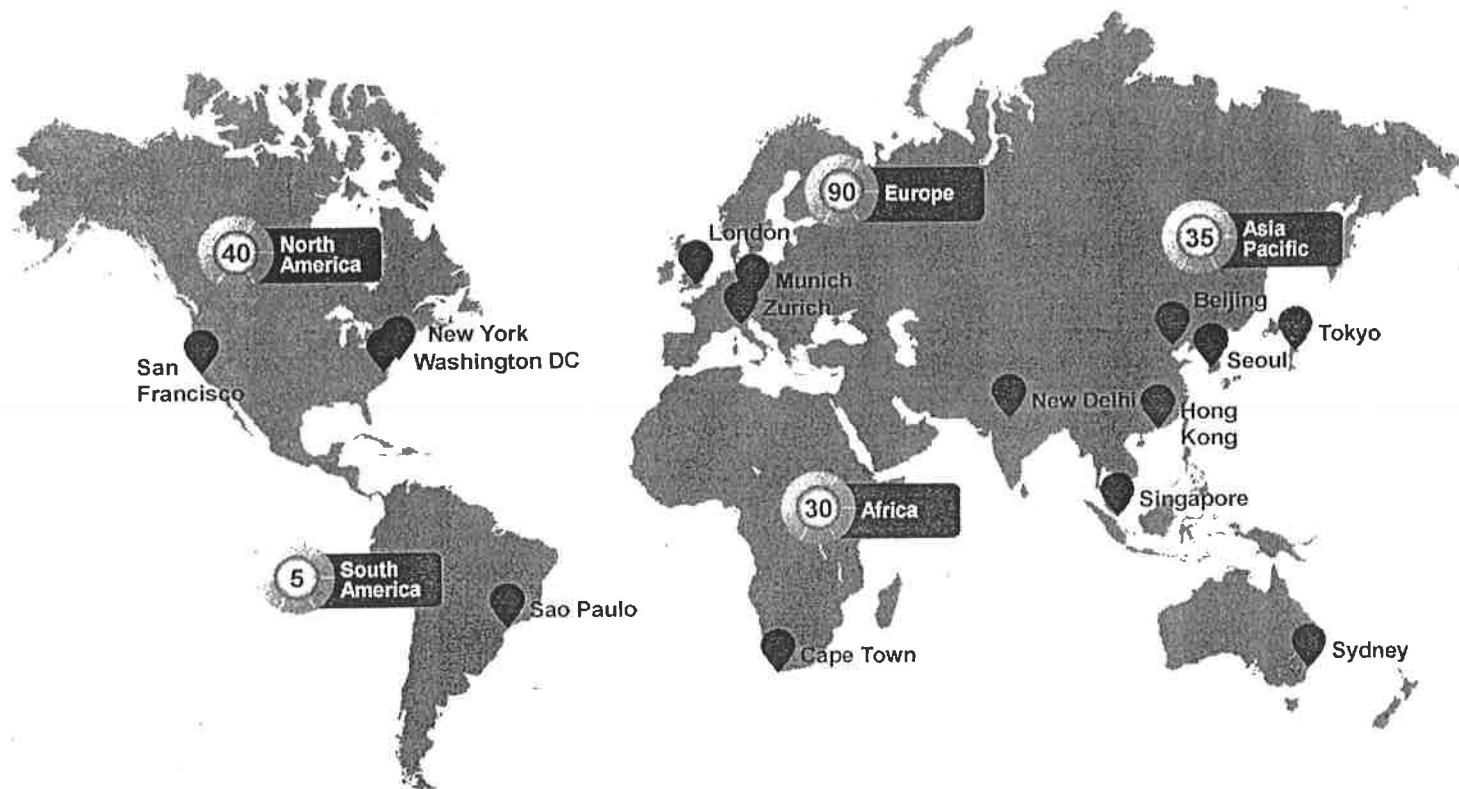 90
Europe
London
40
North
America
35
Asia
Pacific
Munich
Zurich
Beijing
New York
Washington DC
San
Francisco
Tokyo
Seoul
New Delhi
Hong
Kong
Singapore
30
Africa
5
South
America
Sao Paulo
Cape Town
Sydney